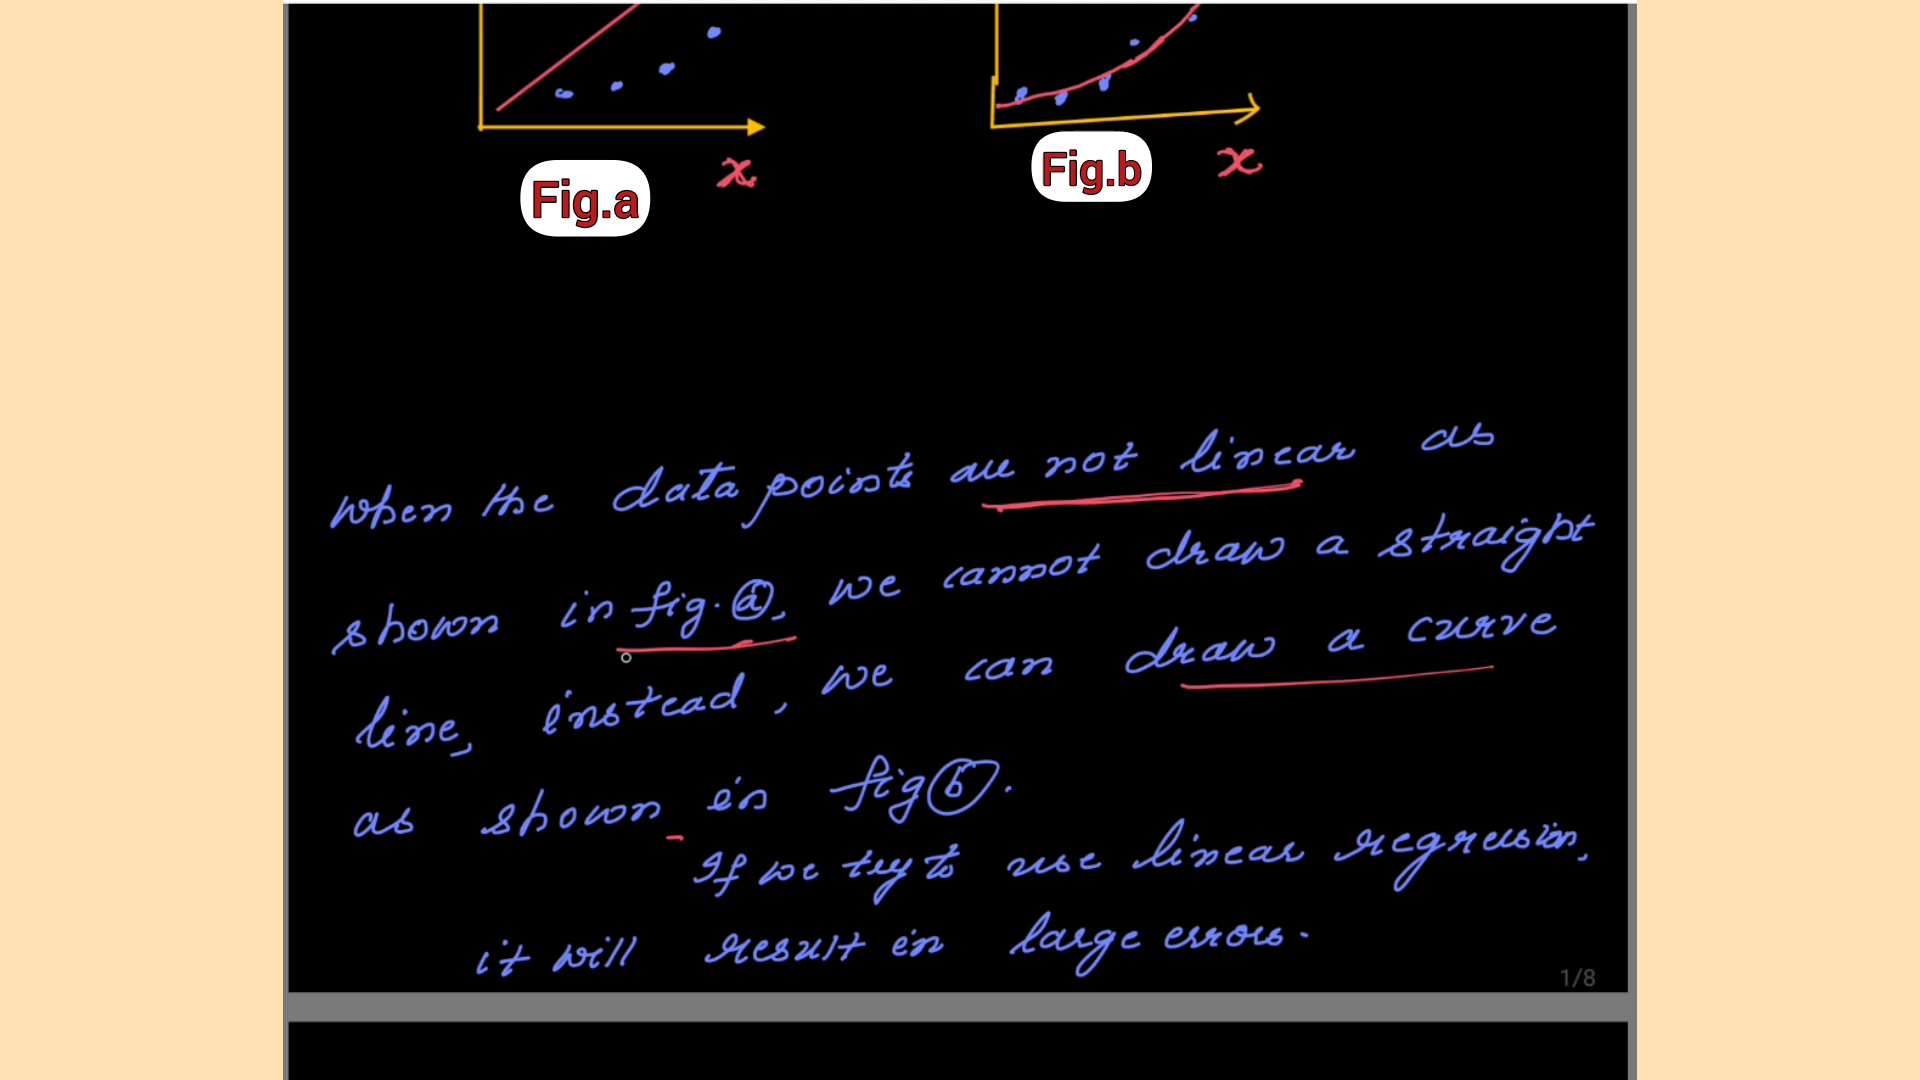 x
x
Fig.a
Fig.b
when the data points are not linear as
shown in fig. a, we cannot draw a straight
line, instead, we can draw a curve
as shown in fig b.
If we try to use linear regression,
it will result in large errors.
1/8